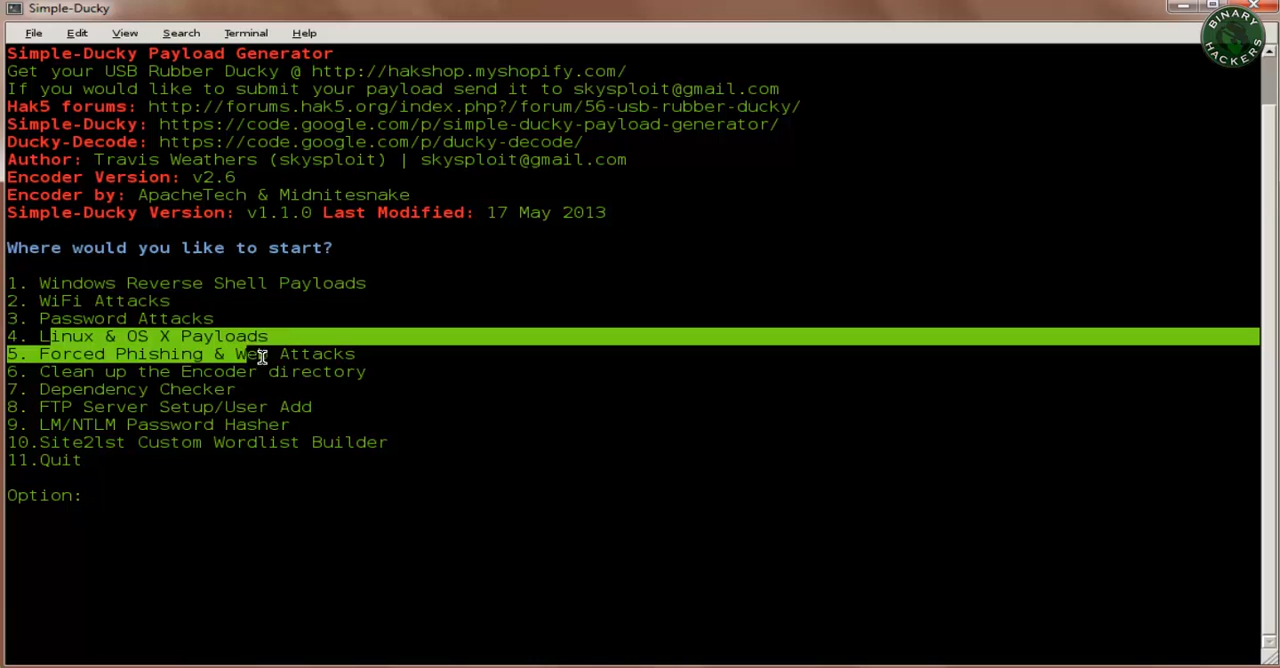 Simple-Ducky
File Edit View Search Terminal Help
BINARY HACKERS
Simple-Ducky Payload Generator
Get your USB Rubber Ducky @ http://hakshop.myshopify.com/
If you would like to submit your payload send it to skysploit@gmail.com
Hak5 forums: http://forums.hak5.org/index.php?/forum/56-usb-rubber-ducky/
Simple-Ducky: https://code.google.com/p/simple-ducky-payload-generator/
Ducky-Decode: https://code.google.com/p/ducky-decode/
Author: Travis Weathers (skysploit) | skysploit@gmail.com
Encoder Version: v2.6
Encoder by: ApacheTech & Midnitesnake
Simple-Ducky Version: v1.1.0 Last Modified: 17 May 2013
Where would you like to start?
1. Windows Reverse Shell Payloads
2. WiFi Attacks
3. Password Attacks
4. Linux & OS X Payloads
5. Forced Phishing & Web Attacks
6. Clean up the Encoder directory
7. Dependency Checker
8. FTP Server Setup/User Add
9. LM/NTLM Password Hasher
10.Site2lst Custom Wordlist Builder
11.Quit
Option: